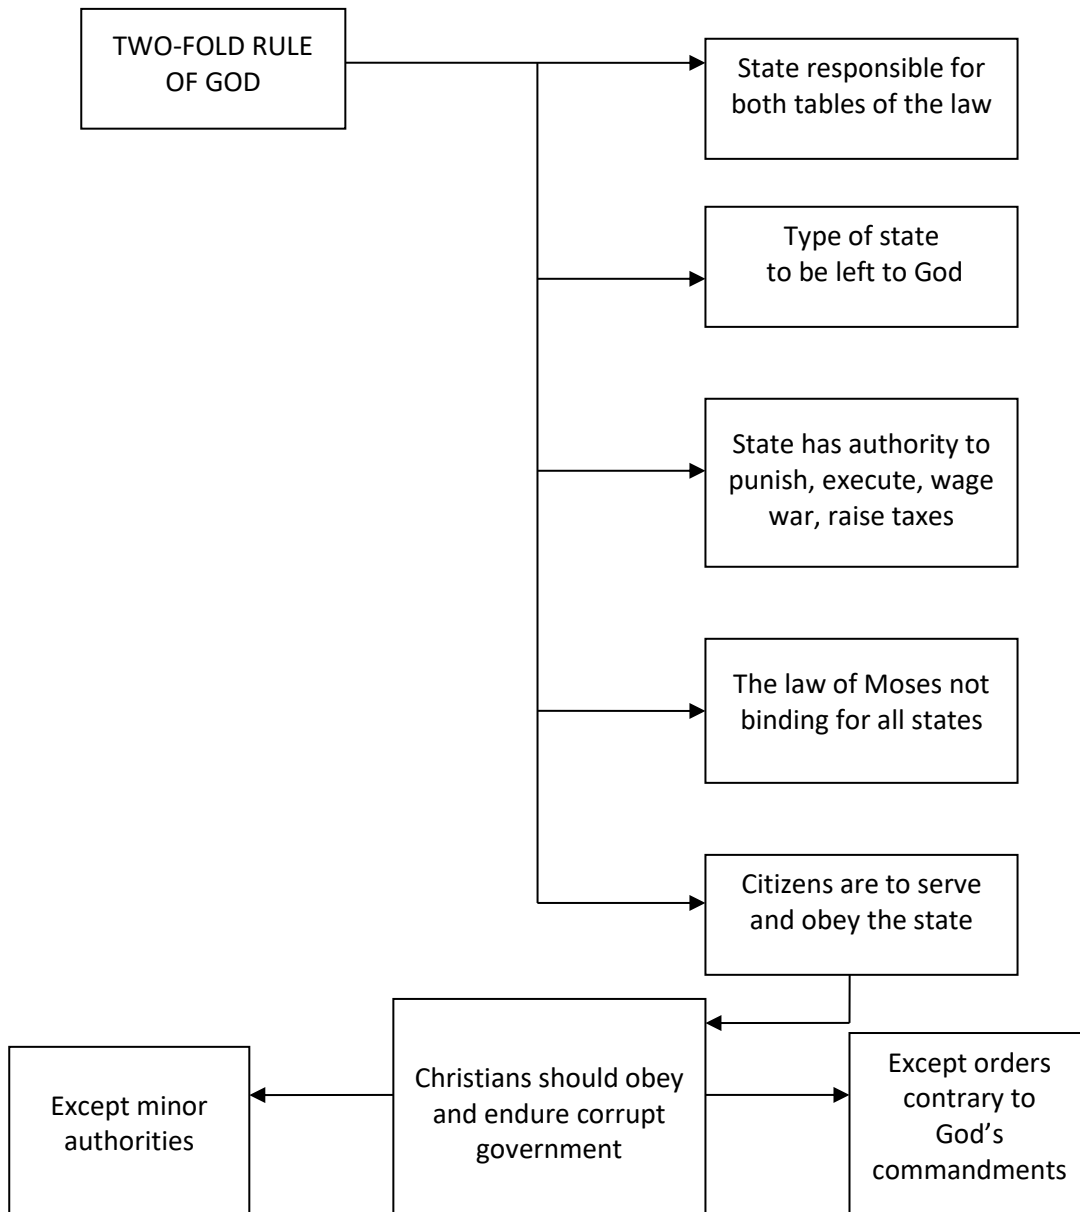 TWO-FOLD RULE
OF GOD
State responsible for
both tables of the law
Type of state
to be left to God
State has authority to
punish, execute, wage
war, raise taxes
The law of Moses not
binding for all states
Citizens are to serve
and obey the state
Christians should obey
and endure corrupt
government
Except minor
authorities
Except orders
contrary to
God’s
commandments